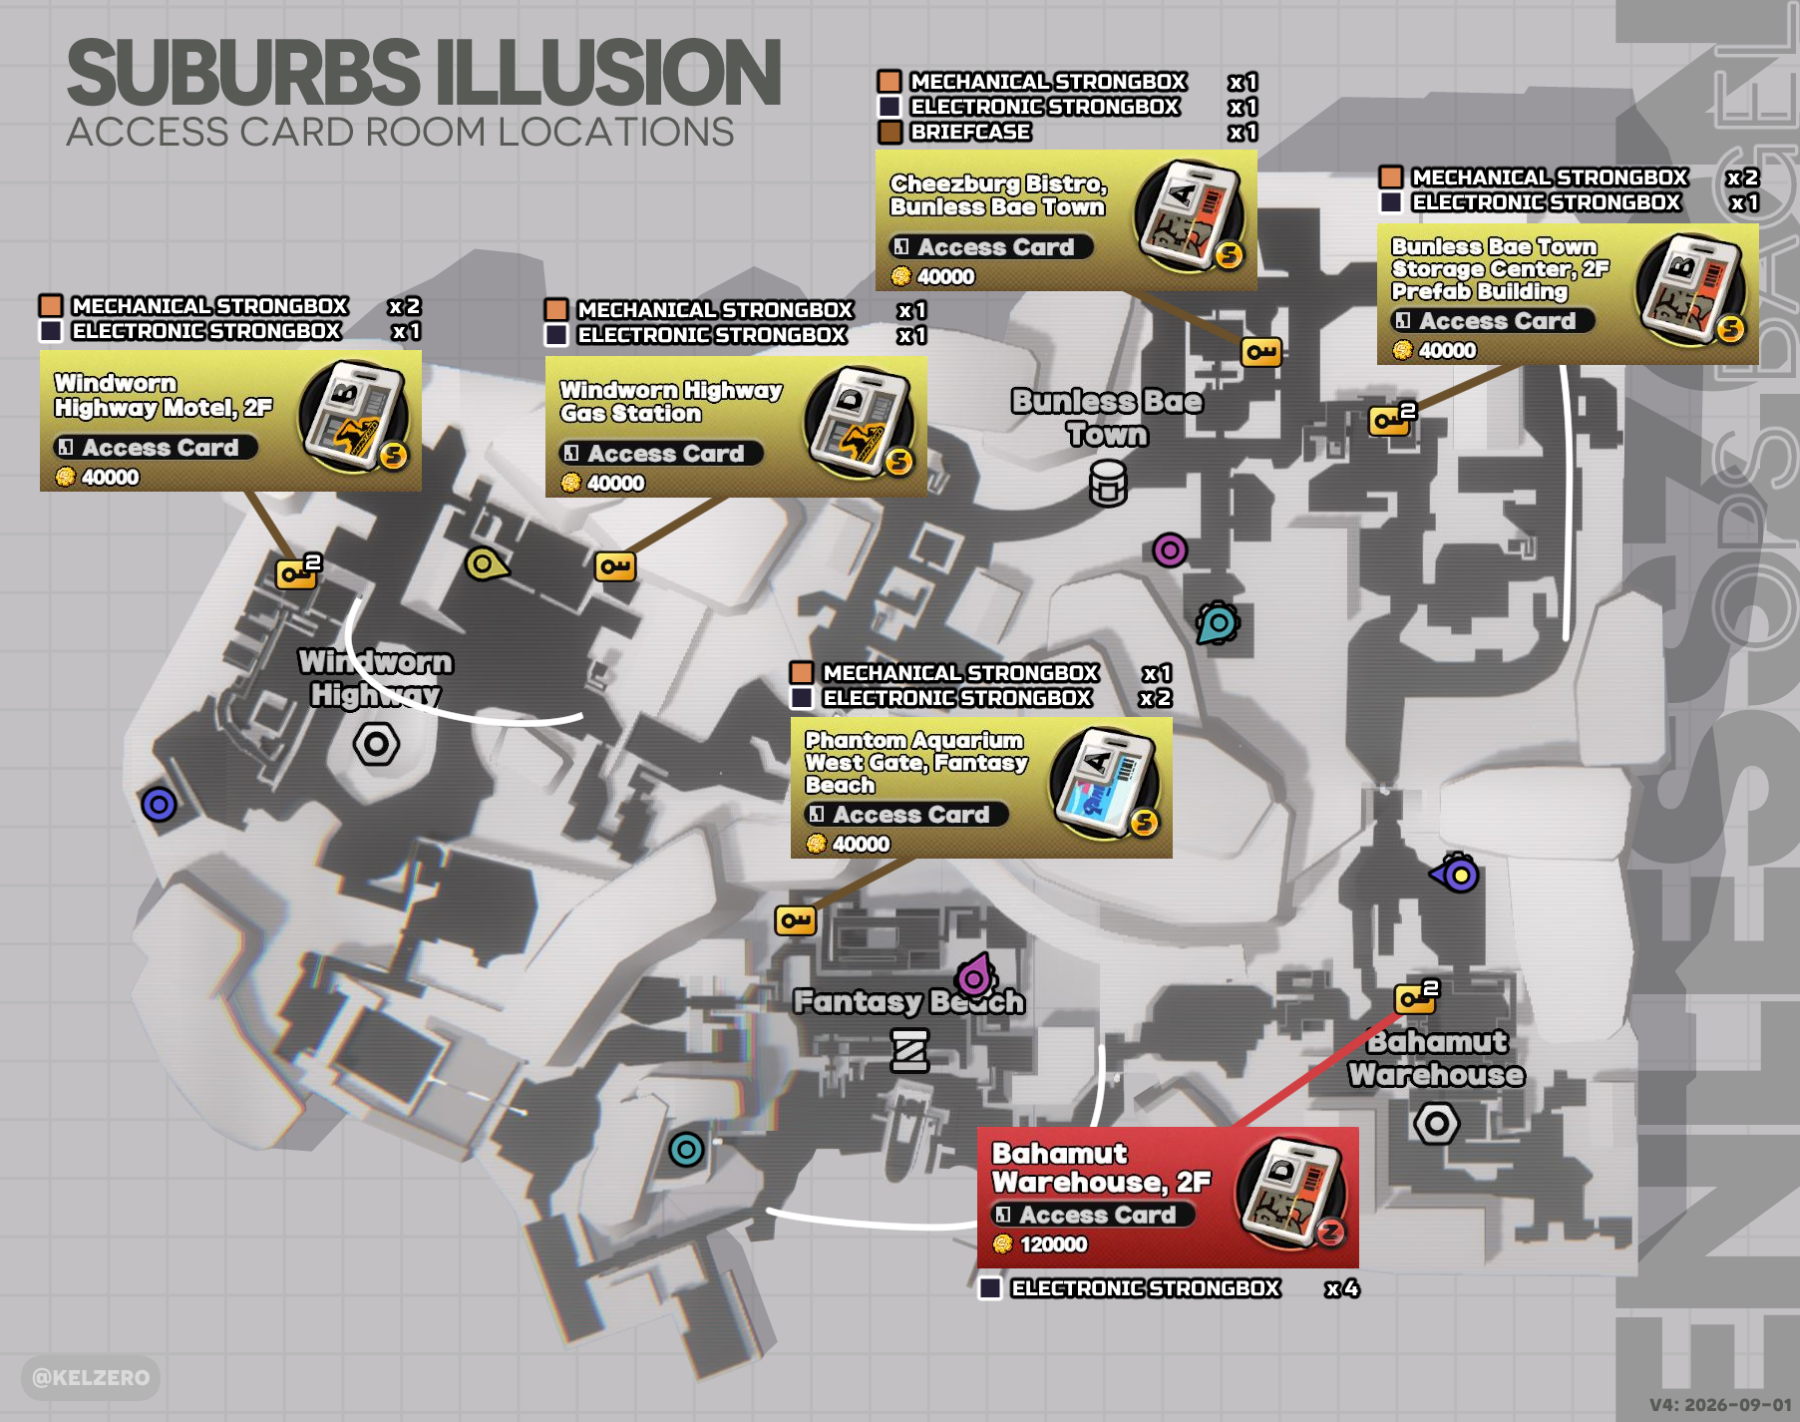 SUBURBS ILLUSION
ACCESS CARD ROOM LOCATIONS
MECHANICAL STRONGBOX x1
ELECTRONIC STRONGBOX x1
BRIEFCASE x1
Cheezburg Bistro,
Bunless Bae Town
A
Access Card
S
40000
MECHANICAL STRONGBOX x2
ELECTRONIC STRONGBOX x1
Bunless Bae Town
Storage Center, 2F
Prefab Building
B
Access Card
S
40000
MECHANICAL STRONGBOX x2
ELECTRONIC STRONGBOX x1
Windworn
Highway Motel, 2F
B
Access Card
S
40000
MECHANICAL STRONGBOX x1
ELECTRONIC STRONGBOX x1
Windworn Highway
Gas Station
D
Access Card
S
40000
Bunless Bae
Town
2
2
Windworn
Highway
MECHANICAL STRONGBOX x1
ELECTRONIC STRONGBOX x2
Phantom Aquarium
West Gate, Fantasy
Beach
A
Access Card
S
40000
Fantasy Beach
2
Bahamut
Warehouse
Bahamut
Warehouse, 2F
D
Access Card
Z
120000
ELECTRONIC STRONGBOX x4
@KELZERO
V4: 2026-09-01